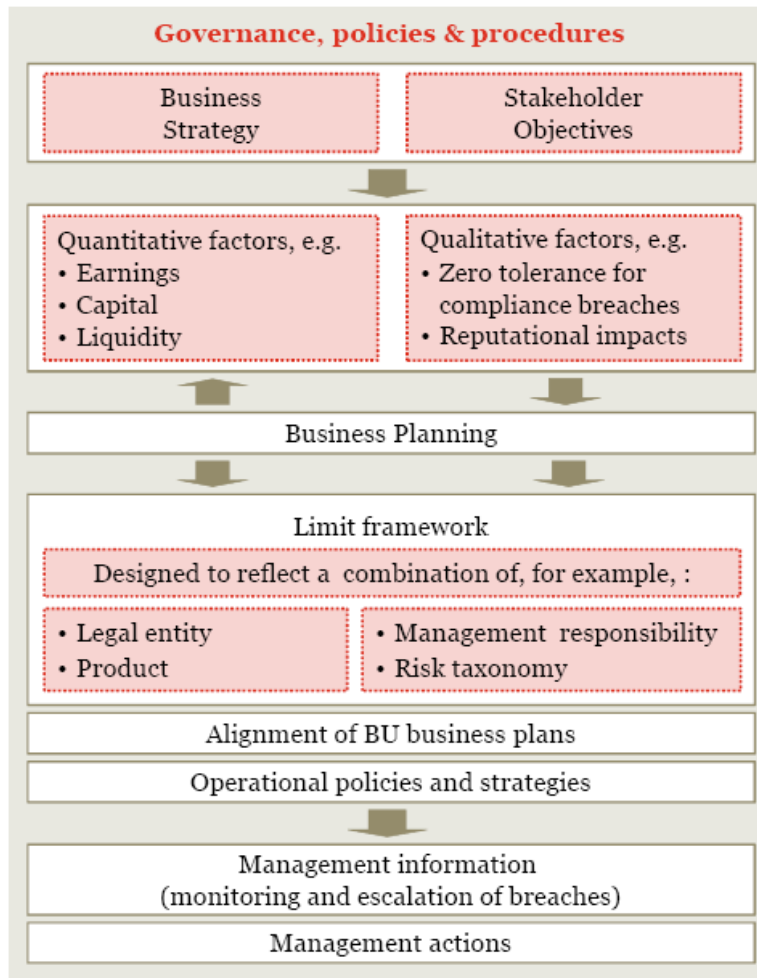 Governance, policies & procedures
Business
Strategy
Stakeholder
Objectives
Quantitative factors, e.g.
• Earnings
• Capital
• Liquidity
Qualitative factors, e.g.
• Zero tolerance for
compliance breaches
• Reputational impacts
Business Planning
Limit framework
Designed to reflect a combination of, for example, :
• Legal entity
• Product
• Management responsibility
• Risk taxonomy
Alignment of BU business plans
Operational policies and strategies
Management information
(monitoring and escalation of breaches)
Management actions